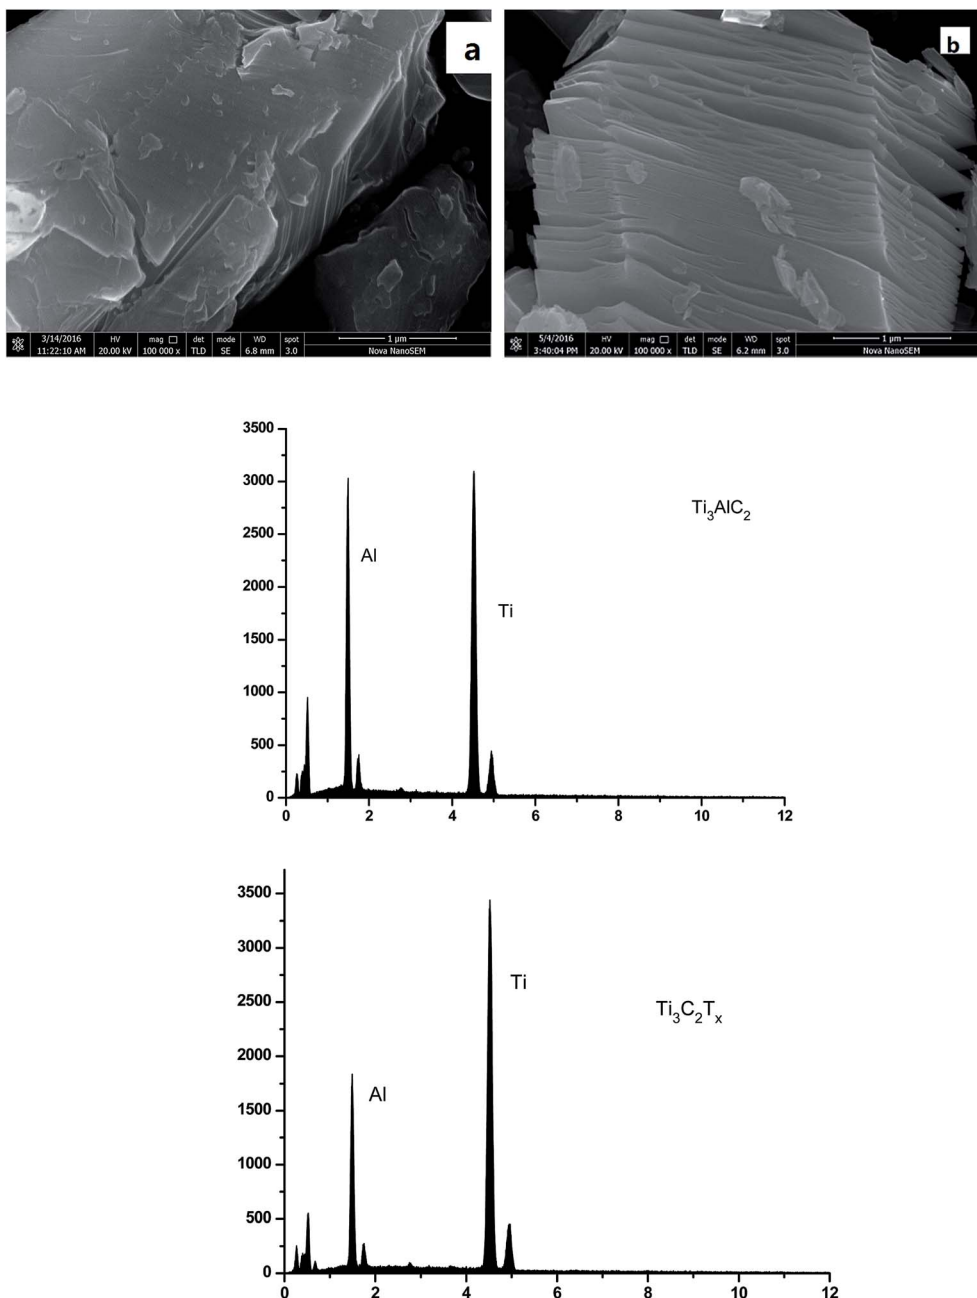 a
b
3/14/2016 HV mag □ det mode WD spot 1 µm
11:22:10 AM 20.00 kV 100 000 x TLD SE 6.8 mm 3.0 Nova NanoSEM
5/4/2016 HV mag □ det mode WD spot 1 µm
3:40:04 PM 20.00 kV 100 000 x TLD SE 6.2 mm 3.0 Nova NanoSEM
3500
3000
2500
2000
1500
1000
500
0
Al
Ti
Ti₃AlC₂
0 2 4 6 8 10 12
3500
3000
2500
2000
1500
1000
500
0
Ti
Al
Ti₃C₂Tₓ
0 2 4 6 8 10 12